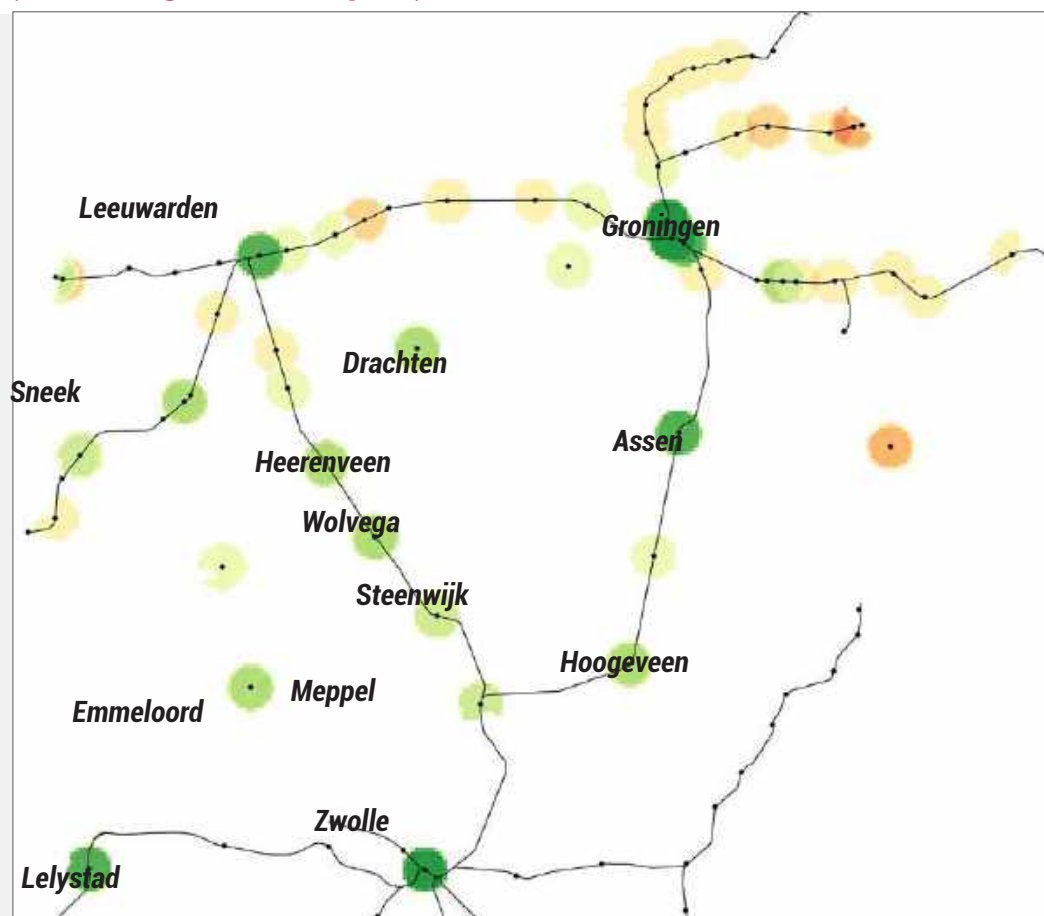 Leeuwarden
Groningen
Drachten
Sneek
Assen
Heerenveen
Wolvega
Steenwijk
Hoogeveen
Meppel
Emmeloord
Zwolle
Lelystad